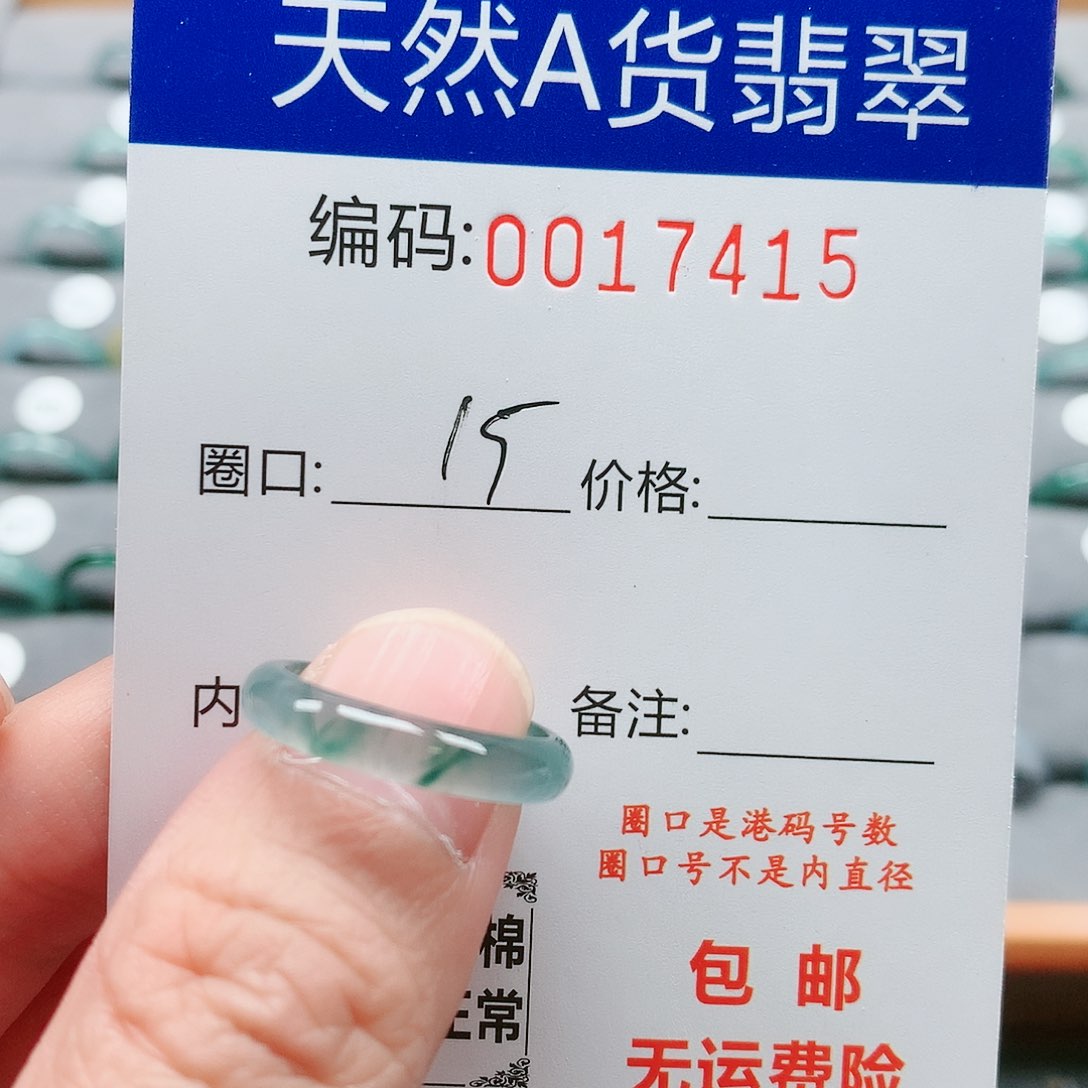 天然A货翡翠
编码:0017415
圈口: 15 价格:
内 备注:
圈口是港码号数
圈口号不是内直径
棉
正常
包邮
无运费险